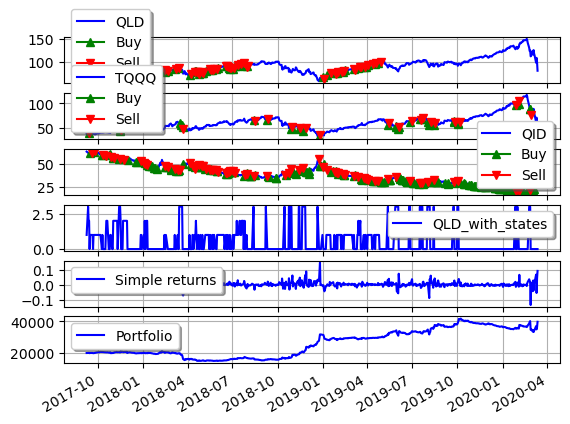 QLD
Buy
Sell
150
100
TQQQ
Buy
Sell
100
50
QID
Buy
Sell
50
25
QLD_with_states
2.5
0.0
Simple returns
0.1
0.0
−0.1
Portfolio
40000
20000
2017-10 2018-01 2018-04 2018-07 2018-10 2019-01 2019-04 2019-07 2019-10 2020-01 2020-04